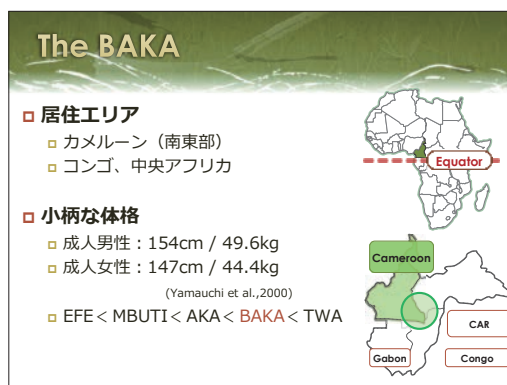 The BAKA
居住エリア
カメルーン（南東部）
コンゴ、中央アフリカ
小柄な体格
成人男性：154cm / 49.6kg
成人女性：147cm / 44.4kg
(Yamauchi et al.,2000)
EFE＜MBUTI＜AKA＜BAKA＜TWA
Equator
Cameroon
CAR
Gabon
Congo